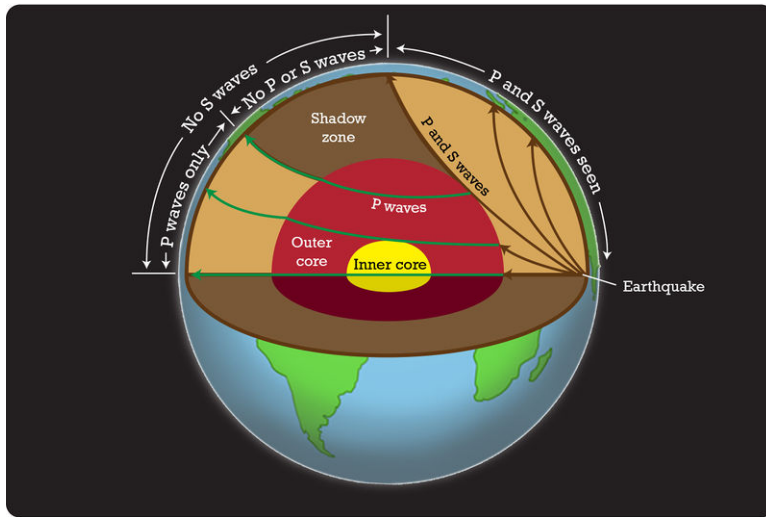 No S waves
No P or S waves
P and S waves seen
P waves only
Shadow
zone
P and S waves
P waves
Outer
core
Inner core
Earthquake